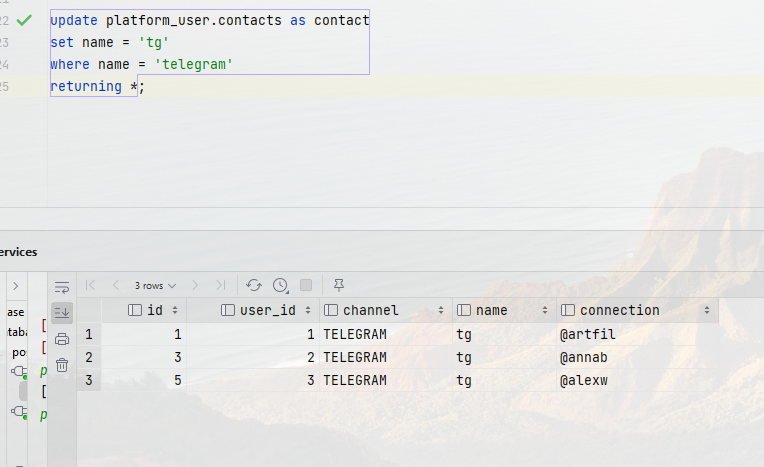 22 update platform_user.contacts as contact
23 set name = 'tg'
24 where name = 'telegram'
25 returning *;
ervices
3 rows
id user_id channel name connection
1 1 1 TELEGRAM tg @artfil
2 3 2 TELEGRAM tg @annab
3 5 3 TELEGRAM tg @alexw
ase
[
ataba
[
pos
p
[
p